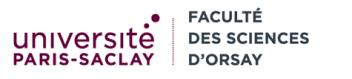 université
PARIS-SACLAY
FACULTÉ
DES SCIENCES
D'ORSAY